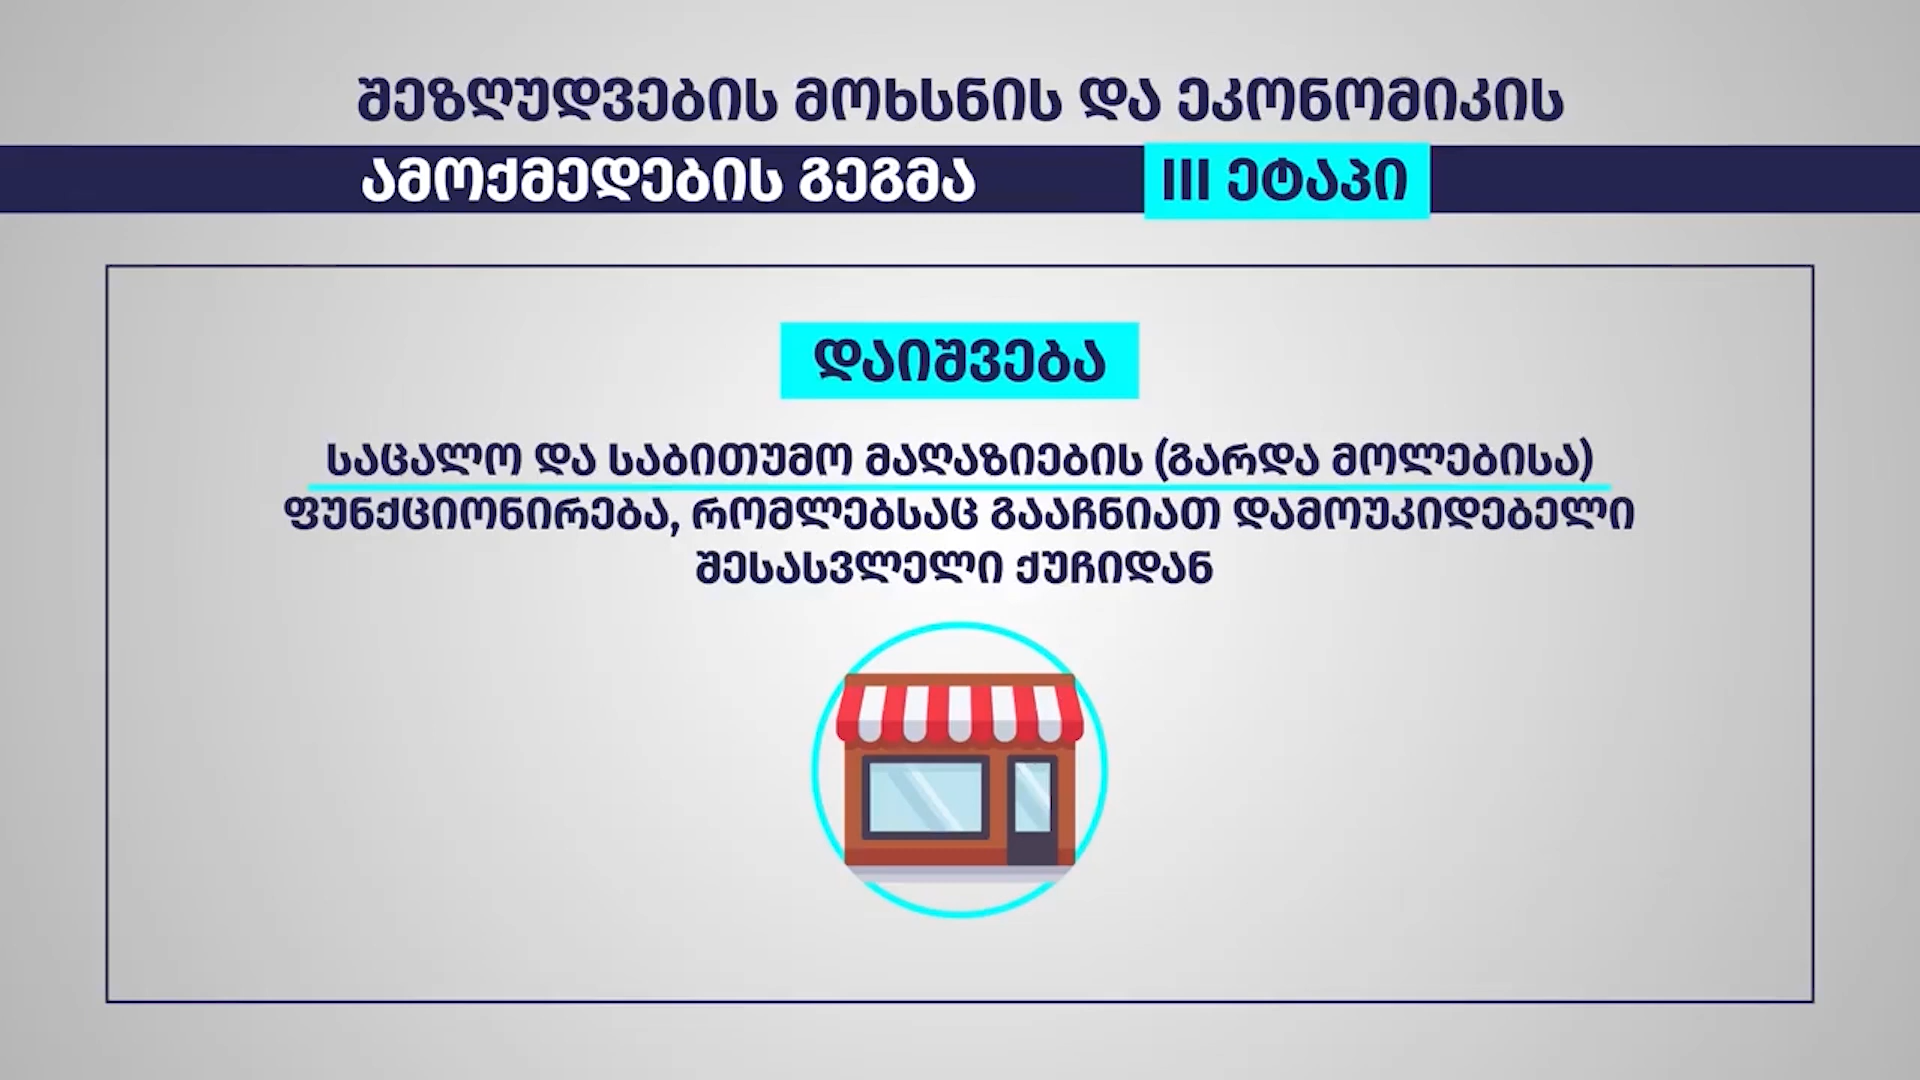 შეზღუდვების მოხსნის და ეკონომიკის
ამოქმედების გეგმა III ეტაპი
დაიშვება
საცალო და საბითუმო მაღაზიების (გარდა მოლებისა)
ფუნქციონირება, რომლებსაც გააჩნიათ დამოუკიდებელი
შესასვლელი ქუჩიდან